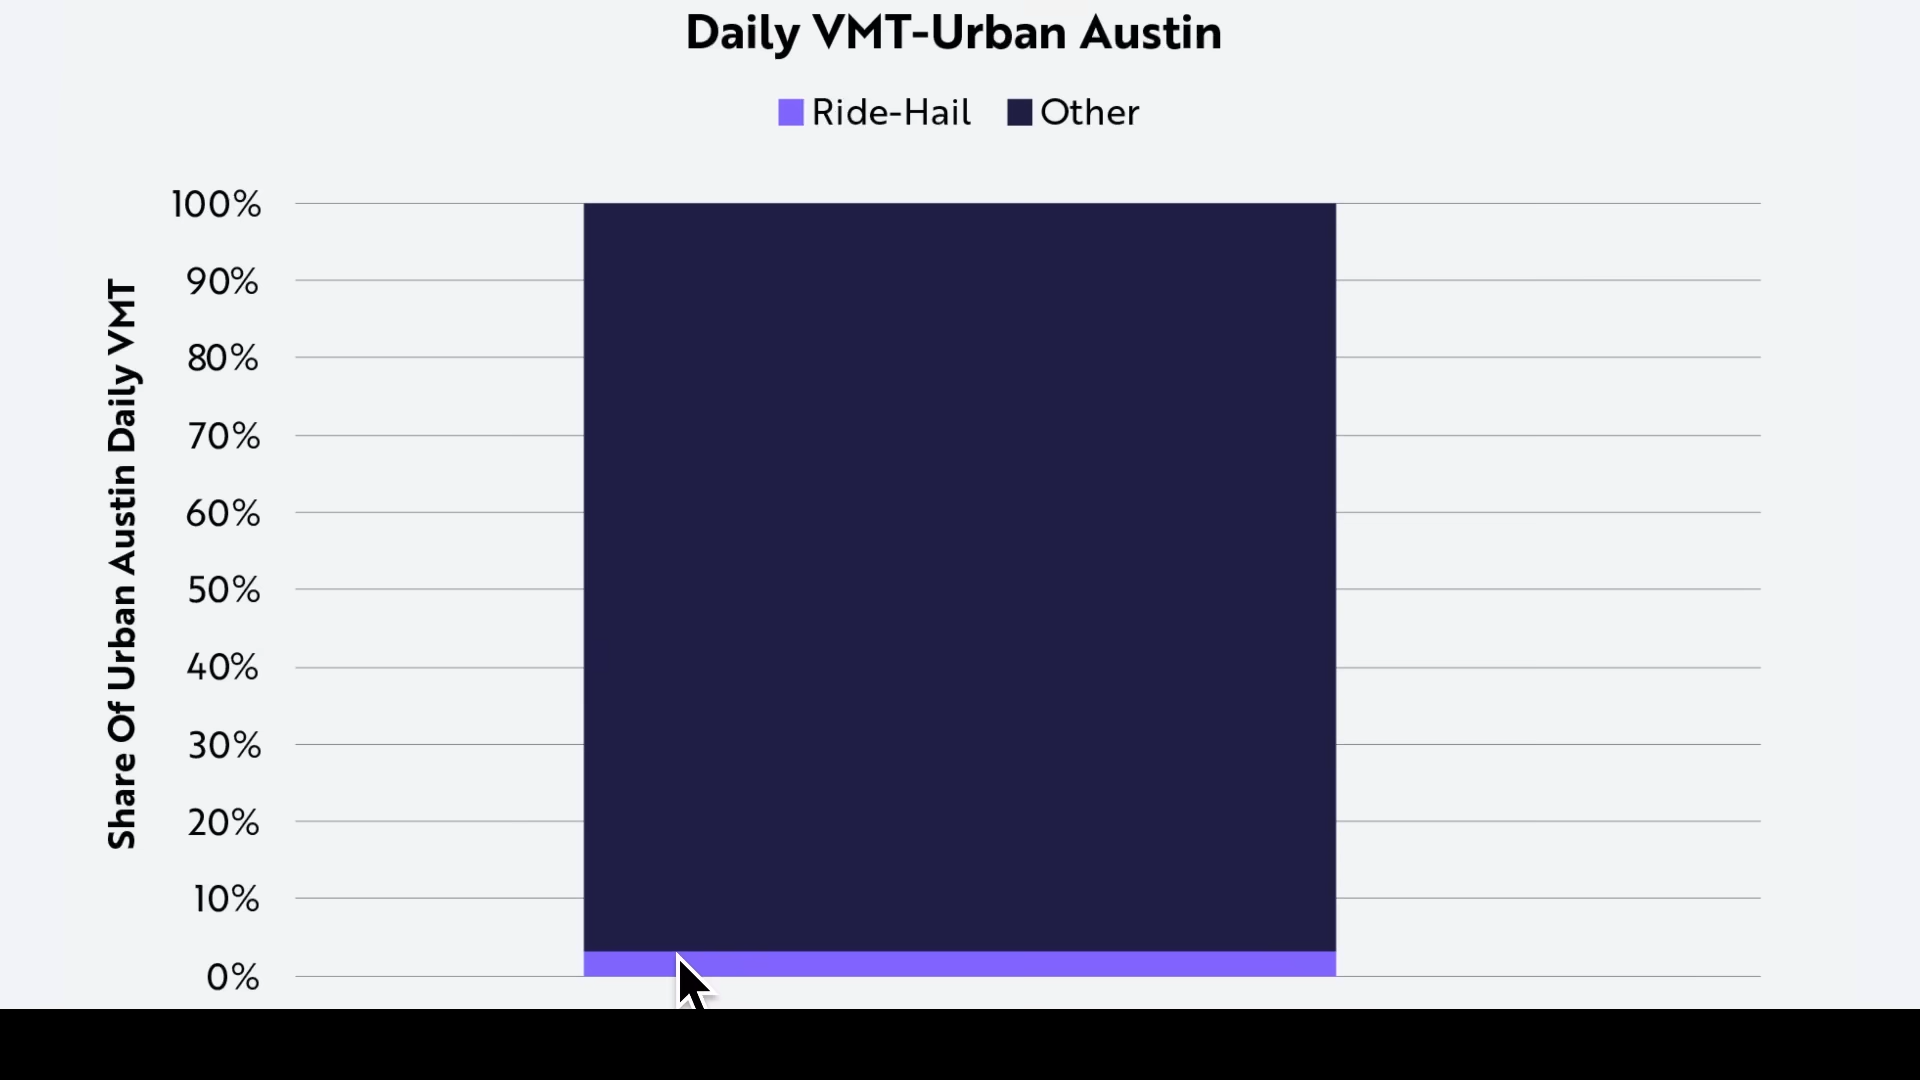 Daily VMT-Urban Austin
Ride-Hail
Other
Share Of Urban Austin Daily VMT
100%
90%
80%
70%
60%
50%
40%
30%
20%
10%
0%